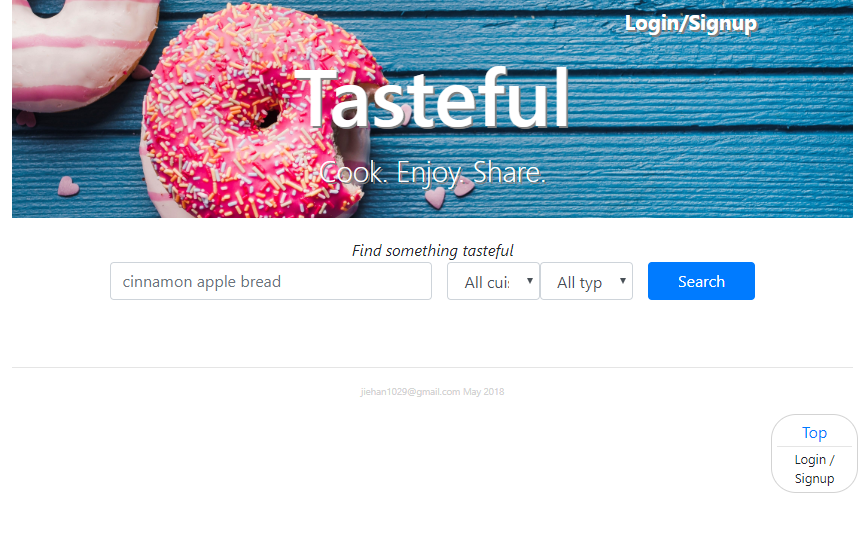 Login/Signup
Tasteful
Cook. Enjoy. Share.
Find something tasteful
cinnamon apple bread
All cuis
All typ
Search
jiehan1029@gmail.com May 2018
Top
Login /
Signup